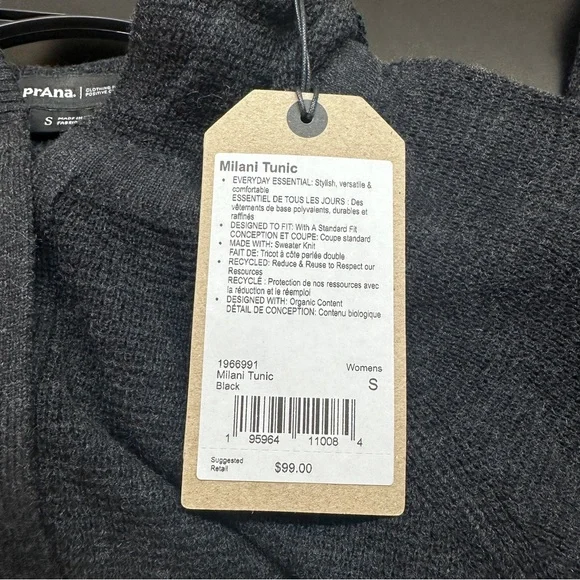 prAna.
CLOTHING
POSITIVE
S
MADE IN
Milani Tunic
• EVERYDAY ESSENTIAL: Stylish, versatile &
comfortable
ESSENTIEL DE TOUS LES JOURS : Des
vêtements de base polyvalents, durables et
raffinés
• DESIGNED TO FIT: With A Standard Fit
CONCEPTION ET COUPE: Coupe standard
• MADE WITH: Sweater Knit
FAIT DE: Tricot à côte perlée double
• RECYCLED: Reduce & Reuse to Respect our
Resources
RECYCLÉ : Protection de nos ressources avec
la réduction et le réemploi
• DESIGNED WITH: Organic Content
DÉTAIL DE CONCEPTION: Contenu biologique
1966991 Womens
Milani Tunic S
Black
1 95964 11008 4
Suggested
Retail $99.00